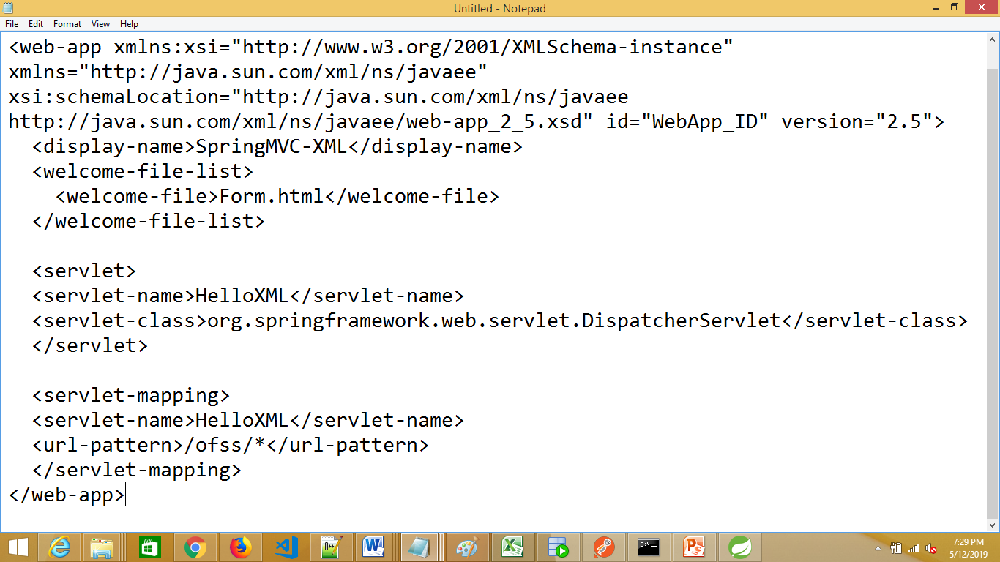 Untitled - Notepad
File Edit Format View Help
<web-app xmlns:xsi="http://www.w3.org/2001/XMLSchema-instance"
xmlns="http://java.sun.com/xml/ns/javaee"
xsi:schemaLocation="http://java.sun.com/xml/ns/javaee
http://java.sun.com/xml/ns/javaee/web-app_2_5.xsd" id="WebApp_ID" version="2.5">
  <display-name>SpringMVC-XML</display-name>
  <welcome-file-list>
    <welcome-file>Form.html</welcome-file>
  </welcome-file-list>

  <servlet>
  <servlet-name>HelloXML</servlet-name>
  <servlet-class>org.springframework.web.servlet.DispatcherServlet</servlet-class>
  </servlet>

  <servlet-mapping>
  <servlet-name>HelloXML</servlet-name>
  <url-pattern>/ofss/*</url-pattern>
  </servlet-mapping>
</web-app>
7:29 PM
5/12/2019